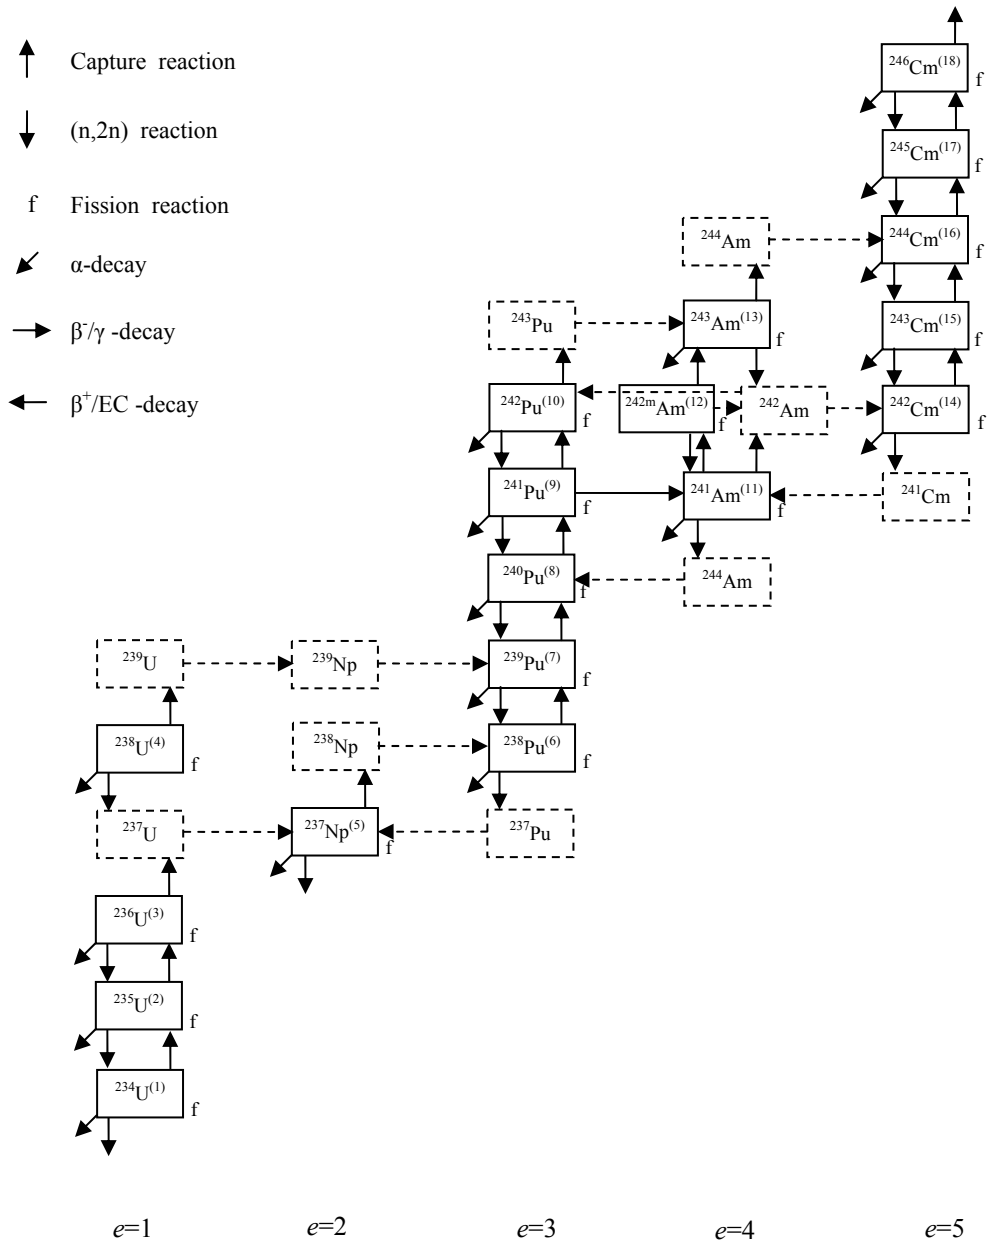 Capture reaction
(n,2n) reaction
f Fission reaction
α-decay
β⁻/γ -decay
β⁺/EC -decay
²⁴⁶Cm⁽¹⁸⁾ f
²⁴⁵Cm⁽¹⁷⁾ f
²⁴⁴Am ²⁴⁴Cm⁽¹⁶⁾ f
²⁴³Pu ²⁴³Am⁽¹³⁾ f ²⁴³Cm⁽¹⁵⁾ f
²⁴²Pu⁽¹⁰⁾ f ²⁴²ᵐAm⁽¹²⁾ f ²⁴²Am ²⁴²Cm⁽¹⁴⁾ f
²⁴¹Pu⁽⁹⁾ f ²⁴¹Am⁽¹¹⁾ f ²⁴¹Cm
²⁴⁰Pu⁽⁸⁾ f ²⁴⁴Am
²³⁹U ²³⁹Np ²³⁹Pu⁽⁷⁾ f
²³⁸U⁽⁴⁾ f ²³⁸Np ²³⁸Pu⁽⁶⁾ f
²³⁷U ²³⁷Np⁽⁵⁾ f ²³⁷Pu
²³⁶U⁽³⁾ f
²³⁵U⁽²⁾ f
²³⁴U⁽¹⁾ f
e=1 e=2 e=3 e=4 e=5